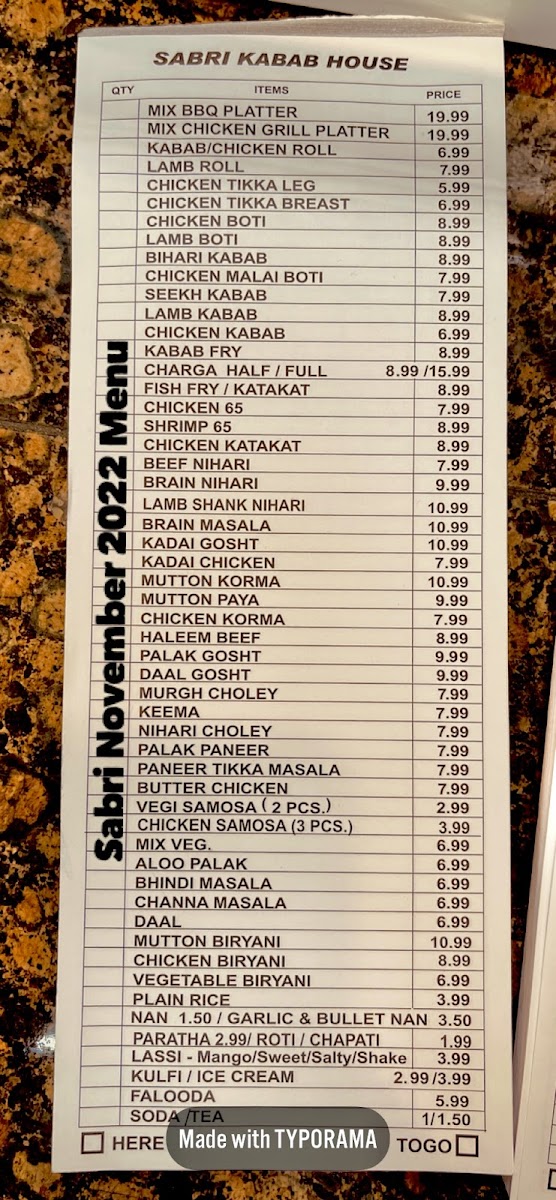 SABRI KABAB HOUSE
QTY ITEMS PRICE
MIX BBQ PLATTER 19.99
MIX CHICKEN GRILL PLATTER 19.99
KABAB/CHICKEN ROLL 6.99
LAMB ROLL 7.99
CHICKEN TIKKA LEG 5.99
CHICKEN TIKKA BREAST 6.99
CHICKEN BOTI 8.99
LAMB BOTI 8.99
BIHARI KABAB 8.99
CHICKEN MALAI BOTI 7.99
SEEKH KABAB 7.99
LAMB KABAB 8.99
CHICKEN KABAB 6.99
KABAB FRY 8.99
CHARGA HALF / FULL 8.99 /15.99
FISH FRY / KATAKAT 8.99
CHICKEN 65 7.99
SHRIMP 65 8.99
CHICKEN KATAKAT 8.99
BEEF NIHARI 7.99
BRAIN NIHARI 9.99
LAMB SHANK NIHARI 10.99
BRAIN MASALA 10.99
KADAI GOSHT 10.99
KADAI CHICKEN 7.99
MUTTON KORMA 10.99
MUTTON PAYA 9.99
CHICKEN KORMA 7.99
HALEEM BEEF 8.99
PALAK GOSHT 9.99
DAAL GOSHT 9.99
MURGH CHOLEY 7.99
KEEMA 7.99
NIHARI CHOLEY 7.99
PALAK PANEER 7.99
PANEER TIKKA MASALA 7.99
BUTTER CHICKEN 7.99
VEGI SAMOSA ( 2 PCS.) 2.99
CHICKEN SAMOSA (3 PCS.) 3.99
MIX VEG. 6.99
ALOO PALAK 6.99
BHINDI MASALA 6.99
CHANNA MASALA 6.99
DAAL 6.99
MUTTON BIRYANI 10.99
CHICKEN BIRYANI 8.99
VEGETABLE BIRYANI 6.99
PLAIN RICE 3.99
NAN 1.50 / GARLIC & BULLET NAN 3.50
PARATHA 2.99/ ROTI / CHAPATI 1.99
LASSI - Mango/Sweet/Salty/Shake 3.99
KULFI / ICE CREAM 2.99/3.99
FALOODA 5.99
SODA /TEA 1/1.50
HERE TOGO
Sabri November 2022 Menu
Made with TYPORAMA